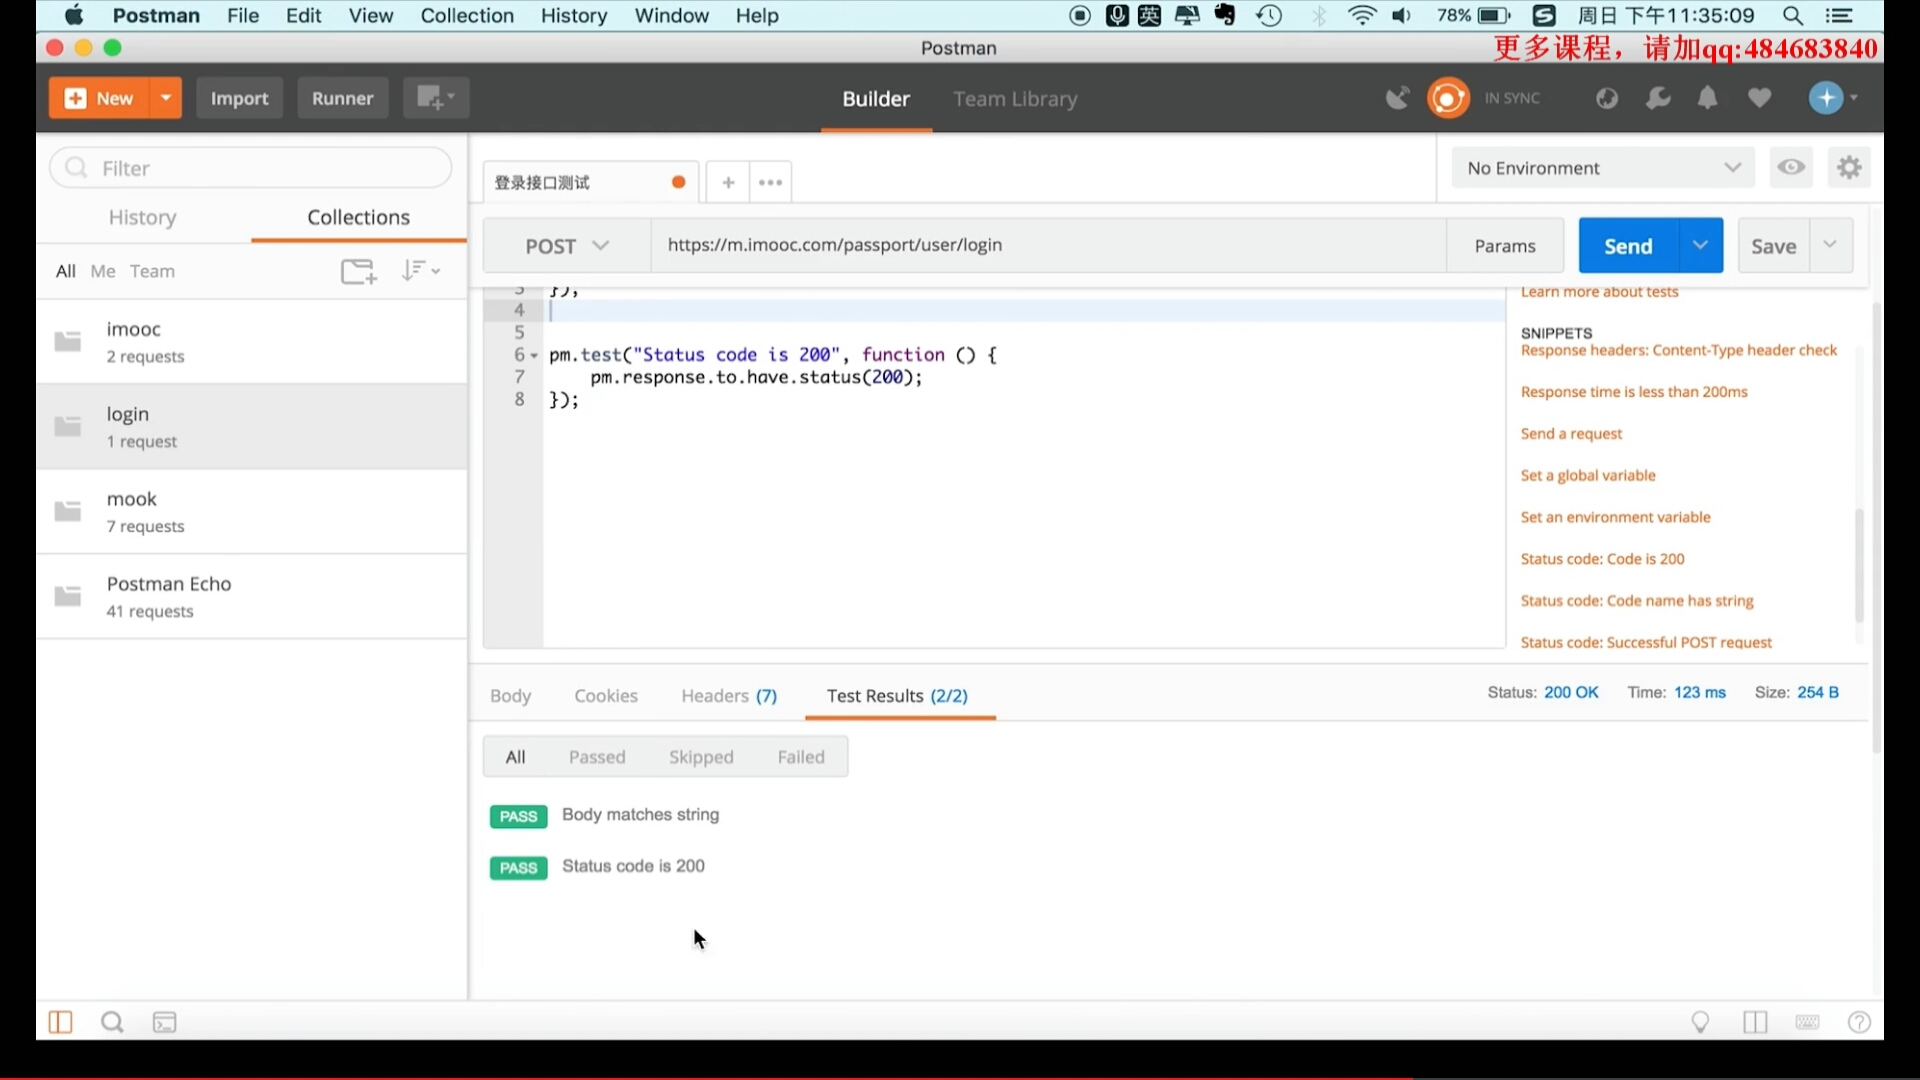 Postman File Edit View Collection History Window Help 英 78% 周日 下午11:35:09
Postman
更多课程，请加qq:484683840
New Import Runner Builder Team Library IN SYNC
Filter
History Collections
All Me Team
imooc
2 requests
login
1 request
mook
7 requests
Postman Echo
41 requests
登录接口测试
No Environment
POST https://m.imooc.com/passport/user/login Params Send Save
3 });
4
5
6 pm.test("Status code is 200", function () {
7 pm.response.to.have.status(200);
8 });
Learn more about tests
SNIPPETS
Response headers: Content-Type header check
Response time is less than 200ms
Send a request
Set a global variable
Set an environment variable
Status code: Code is 200
Status code: Code name has string
Status code: Successful POST request
Body Cookies Headers (7) Test Results (2/2) Status: 200 OK Time: 123 ms Size: 254 B
All Passed Skipped Failed
PASS Body matches string
PASS Status code is 200